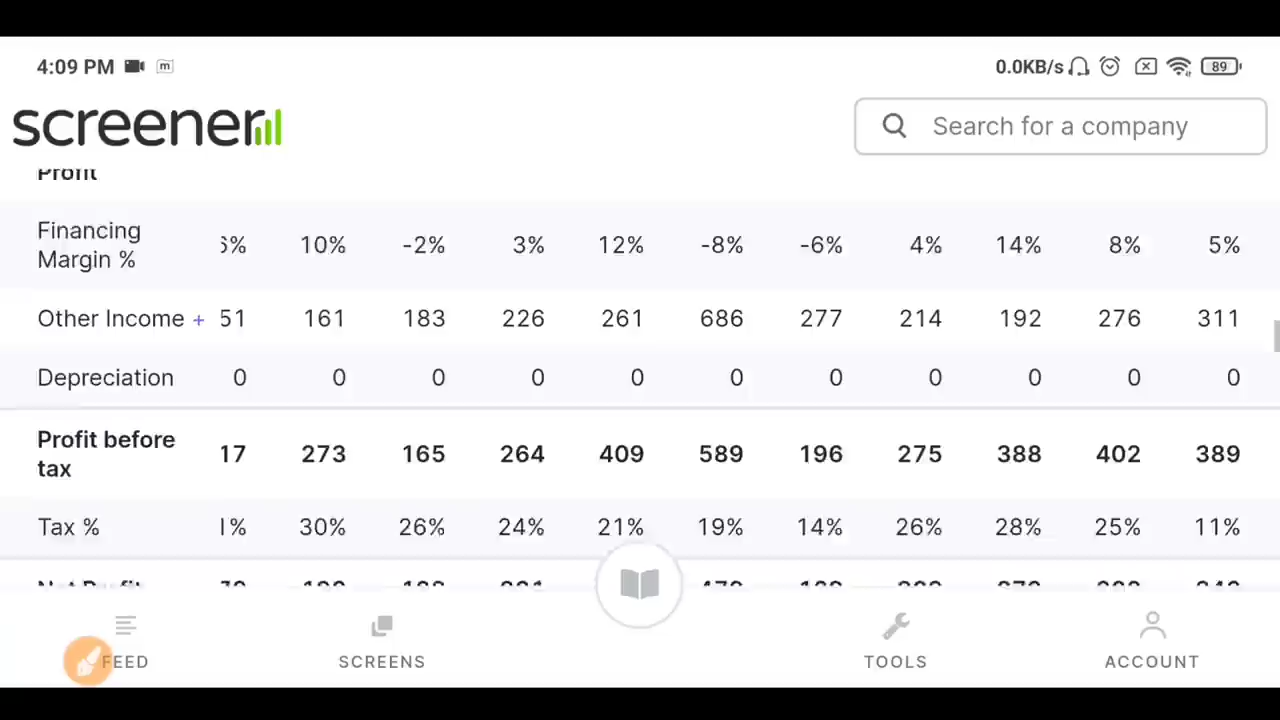 4:09 PM m 0.0KB/s 89
screener Search for a company
Profit
Financing
Margin % 10% -2% 3% 12% -8% -6% 4% 14% 8% 5%
Other Income + 51 161 183 226 261 686 277 214 192 276 311
Depreciation 0 0 0 0 0 0 0 0 0 0 0
Profit before
tax 17 273 165 264 409 589 196 275 388 402 389
Tax % 30% 26% 24% 21% 19% 14% 26% 28% 25% 11%
Net Profit
FEED SCREENS TOOLS ACCOUNT